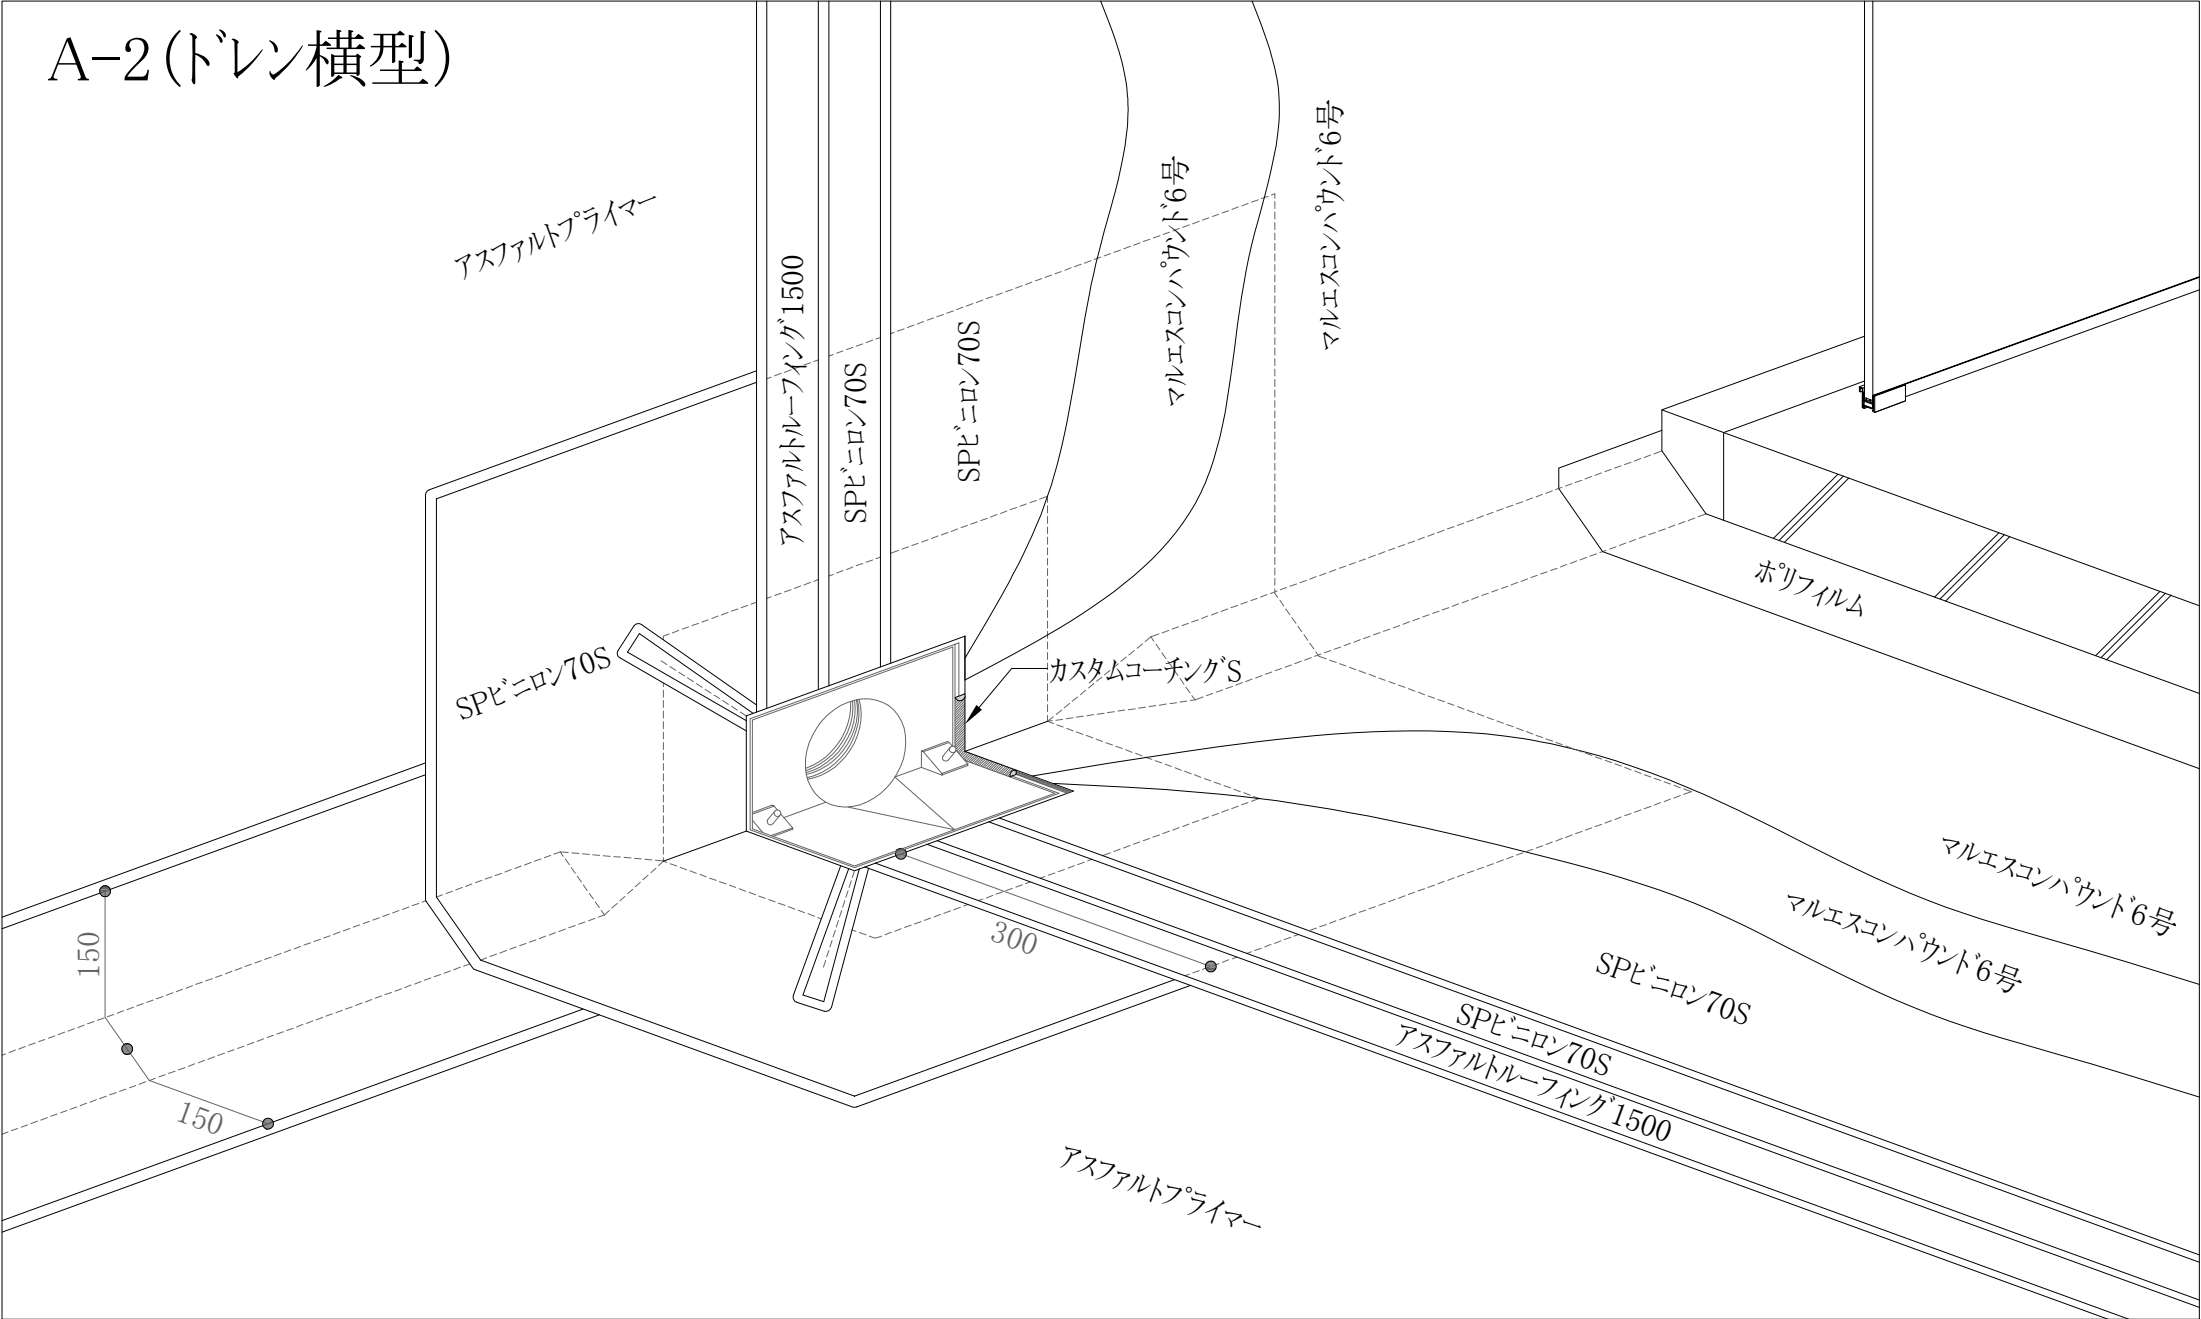 A-2(ドレン横型)
アスファルトプライマー
アスファルトルーフィング1500
SPビニロン70S
SPビニロン70S
マルエスコンパウンド6号
マルエスコンパウンド6号
SPビニロン70S
カスタムコーチングS
ポリフィルム
150
150
300
マルエスコンパウンド6号
マルエスコンパウンド6号
SPビニロン70S
SPビニロン70S
アスファルトルーフィング1500
アスファルトプライマー